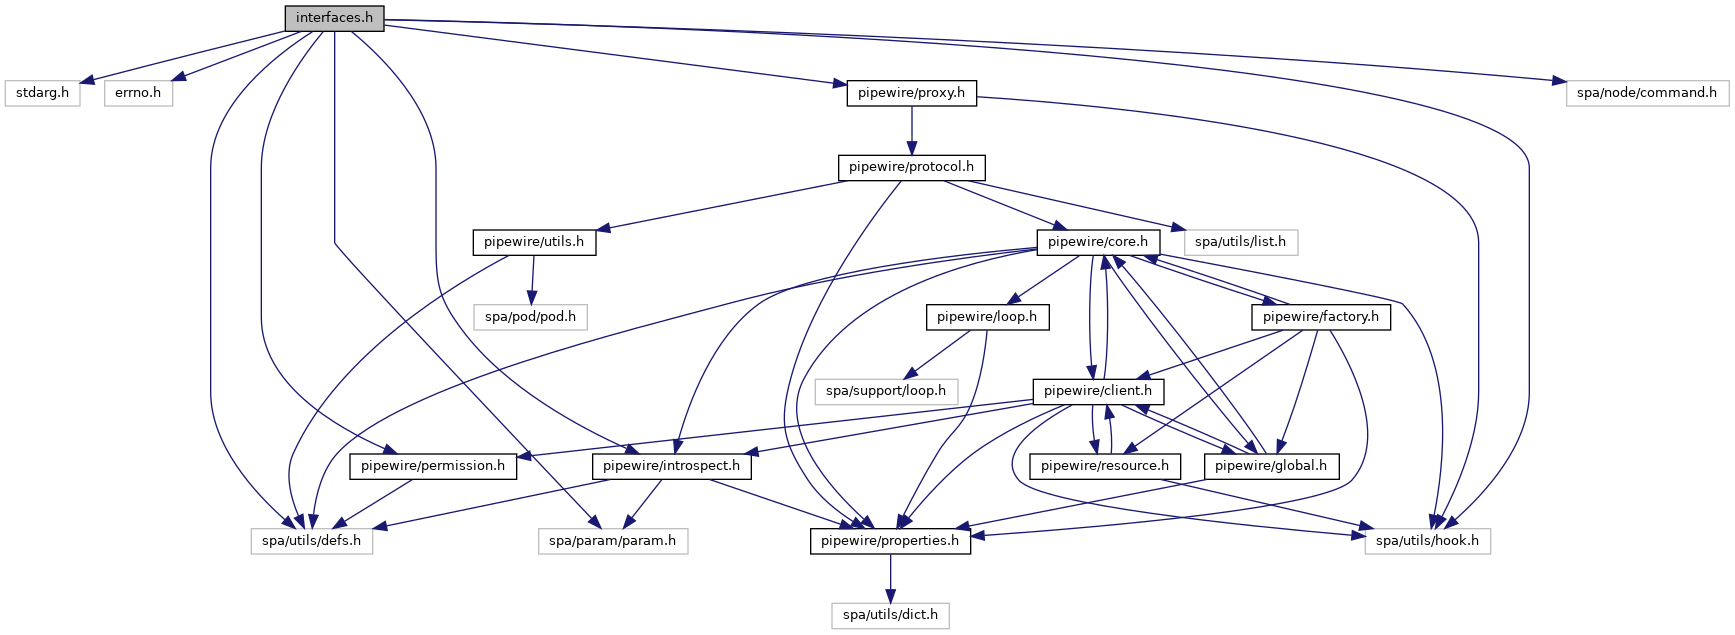 interfaces.h
stdarg.h
errno.h
pipewire/proxy.h
spa/node/command.h
pipewire/protocol.h
pipewire/utils.h
pipewire/core.h
spa/utils/list.h
spa/pod/pod.h
pipewire/loop.h
pipewire/factory.h
spa/support/loop.h
pipewire/client.h
pipewire/permission.h
pipewire/introspect.h
pipewire/resource.h
pipewire/global.h
spa/utils/defs.h
spa/param/param.h
pipewire/properties.h
spa/utils/hook.h
spa/utils/dict.h